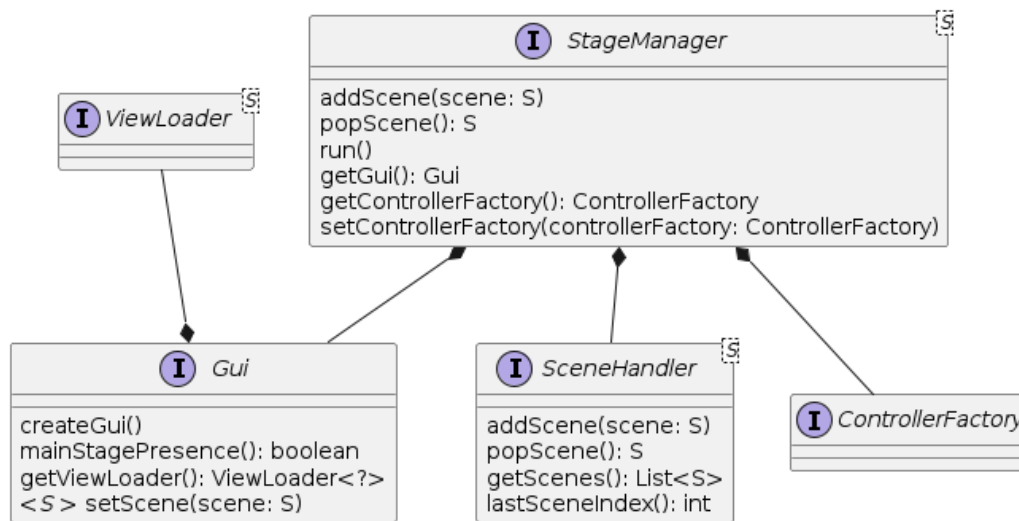 S
I StageManager
S
I ViewLoader
addScene(scene: S)
popScene(): S
run()
getGui(): Gui
getControllerFactory(): ControllerFactory
setControllerFactory(controllerFactory: ControllerFactory)
I Gui
createGui()
mainStagePresence(): boolean
getViewLoader(): ViewLoader<?>
<S > setScene(scene: S)
S
I SceneHandler
addScene(scene: S)
popScene(): S
getScenes(): List<S>
lastSceneIndex(): int
I ControllerFactory